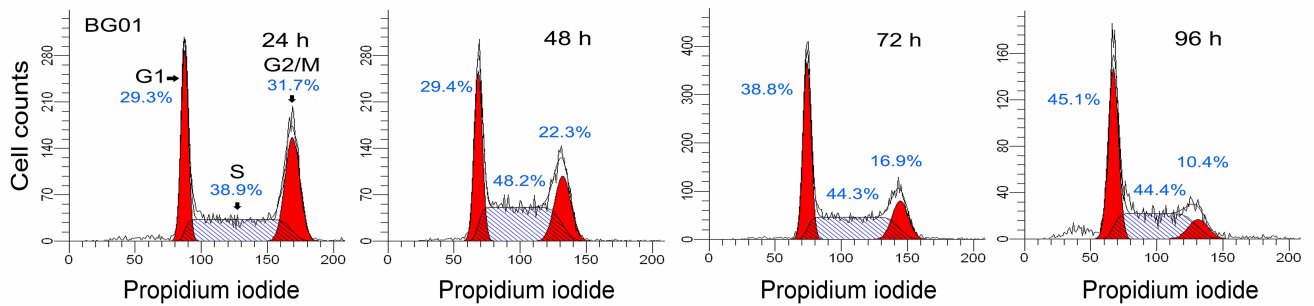 BG01
24 h
G1
29.3%
G2/M
31.7%
S
38.9%
Cell counts
280
210
140
70
0
0 50 100 150 200
Propidium iodide
48 h
29.4%
22.3%
48.2%
280
210
140
70
0
0 50 100 150 200
Propidium iodide
72 h
38.8%
16.9%
44.3%
400
300
200
100
0
0 50 100 150 200
Propidium iodide
96 h
45.1%
10.4%
44.4%
160
120
80
40
0
0 50 100 150 200
Propidium iodide